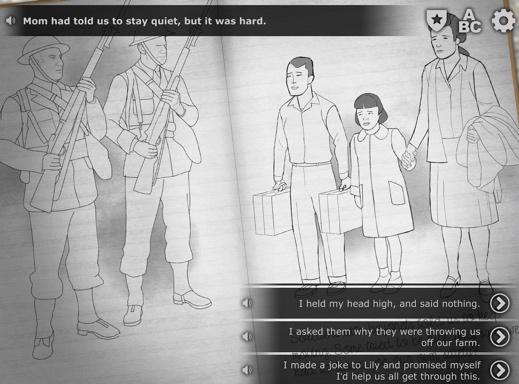 Mom had told us to stay quiet, but it was hard.
A
BC
I held my head high, and said nothing.
I asked them why they were throwing us
off our farm.
I made a joke to Lily and promised myself
I'd help us all get through this.